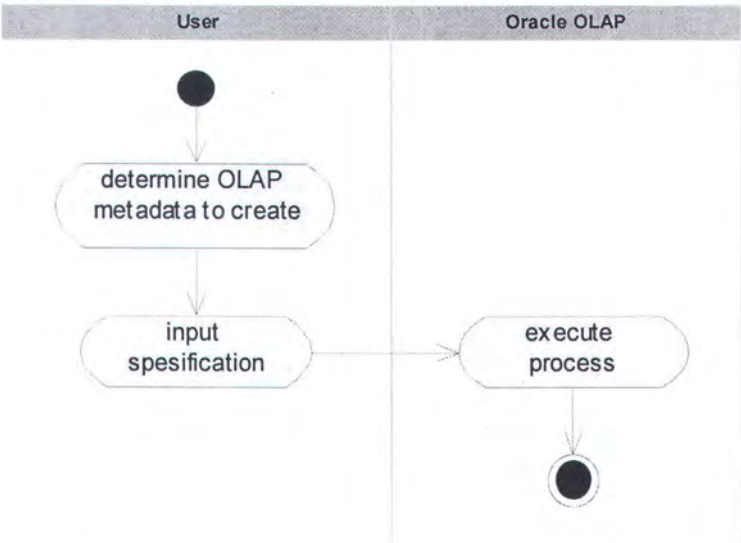 User
Oracle OLAP
determine OLAP
metadata to create
input
spesification
execute
process